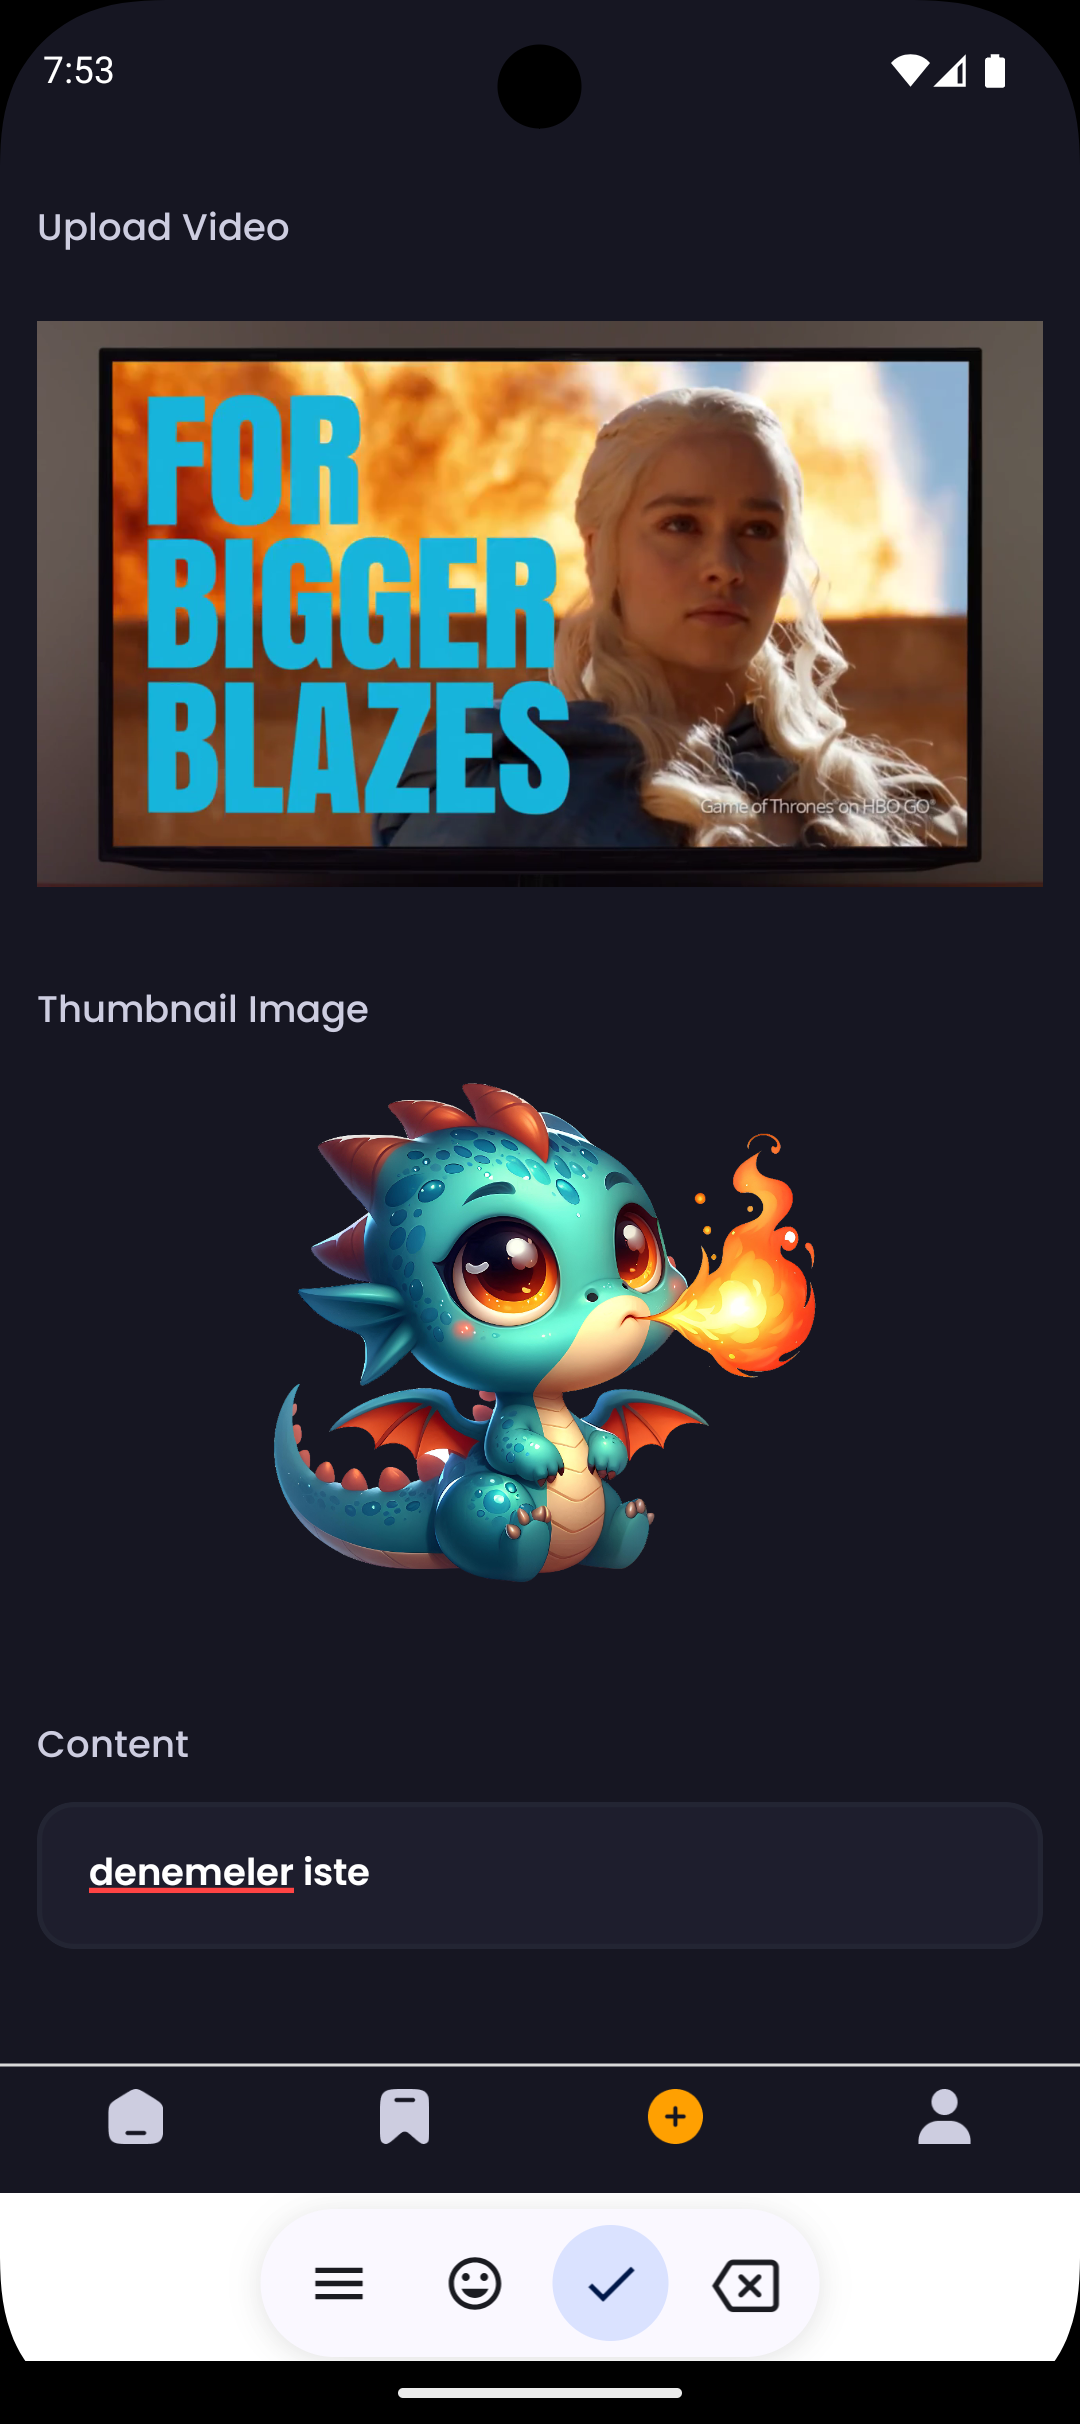 7:53
Upload Video
FOR
BIGGER
BLAZES
Game of Thrones on HBO GO
Thumbnail Image
Content
denemeler iste